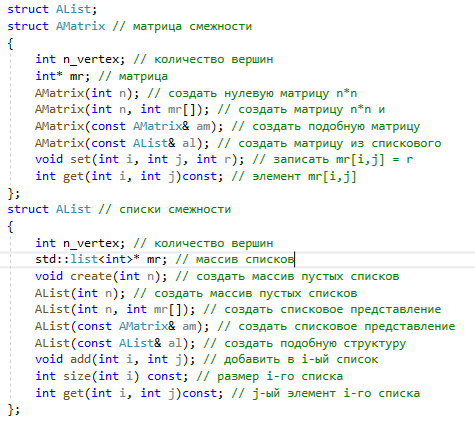 struct AList;
struct AMatrix // матрица смежности
{
int n_vertex; // количество вершин
int* mr; // матрица
AMatrix(int n); // создать нулевую матрицу n*n
AMatrix(int n, int mr[]); // создать матрицу n*n и
AMatrix(const AMatrix& am); // создать подобную матрицу
AMatrix(const AList& al); // создать матрицу из спискового
void set(int i, int j, int r); // записать mr[i,j] = r
int get(int i, int j)const; // элемент mr[i,j]
};
struct AList // списки смежности
{
int n_vertex; // количество вершин
std::list<int>* mr; // массив списков
void create(int n); // создать массив пустых списков
AList(int n); // создать массив пустых списков
AList(int n, int mr[]); // создать списковое представление
AList(const AMatrix& am); // создать списковое представление
AList(const AList& al); // создать подобную структуру
void add(int i, int j); // добавить в i-ый список
int size(int i) const; // размер i-го списка
int get(int i, int j)const; // j-ый элемент i-го списка
};